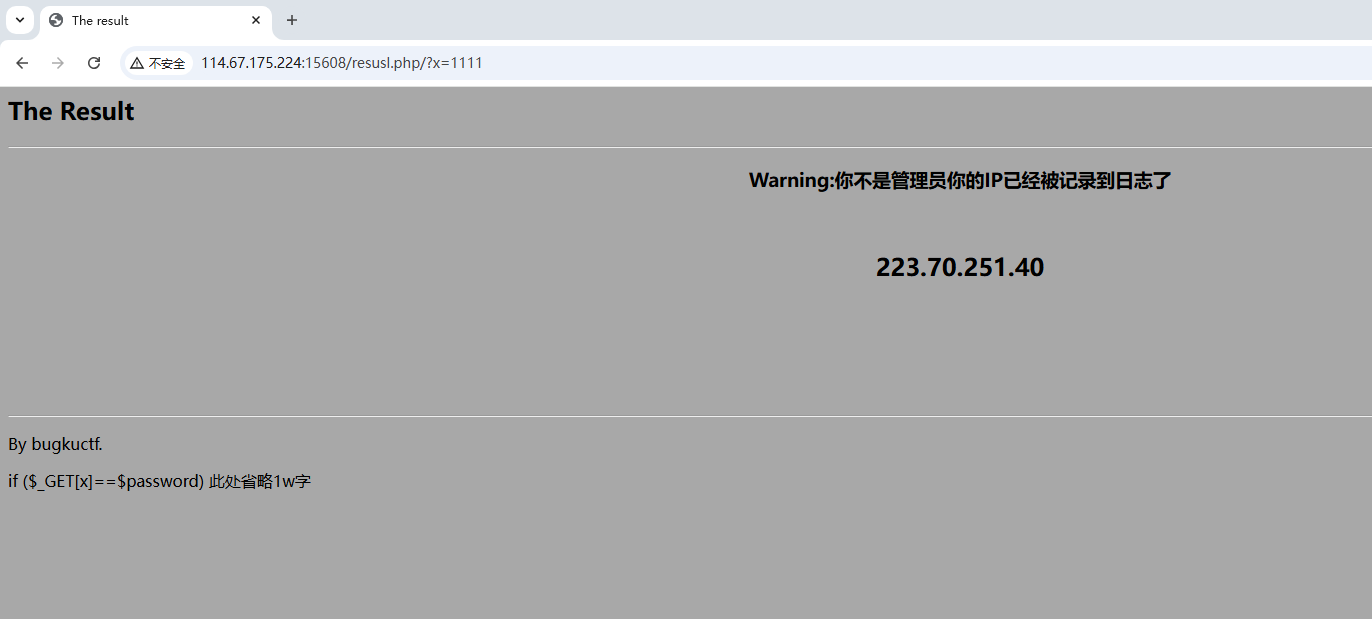 The result
不安全
114.67.175.224:15608/resusl.php/?x=1111
The Result
Warning:你不是管理员你的IP已经被记录到日志了
223.70.251.40
By bugkuctf.
if ($_GET[x]==$password) 此处省略1w字